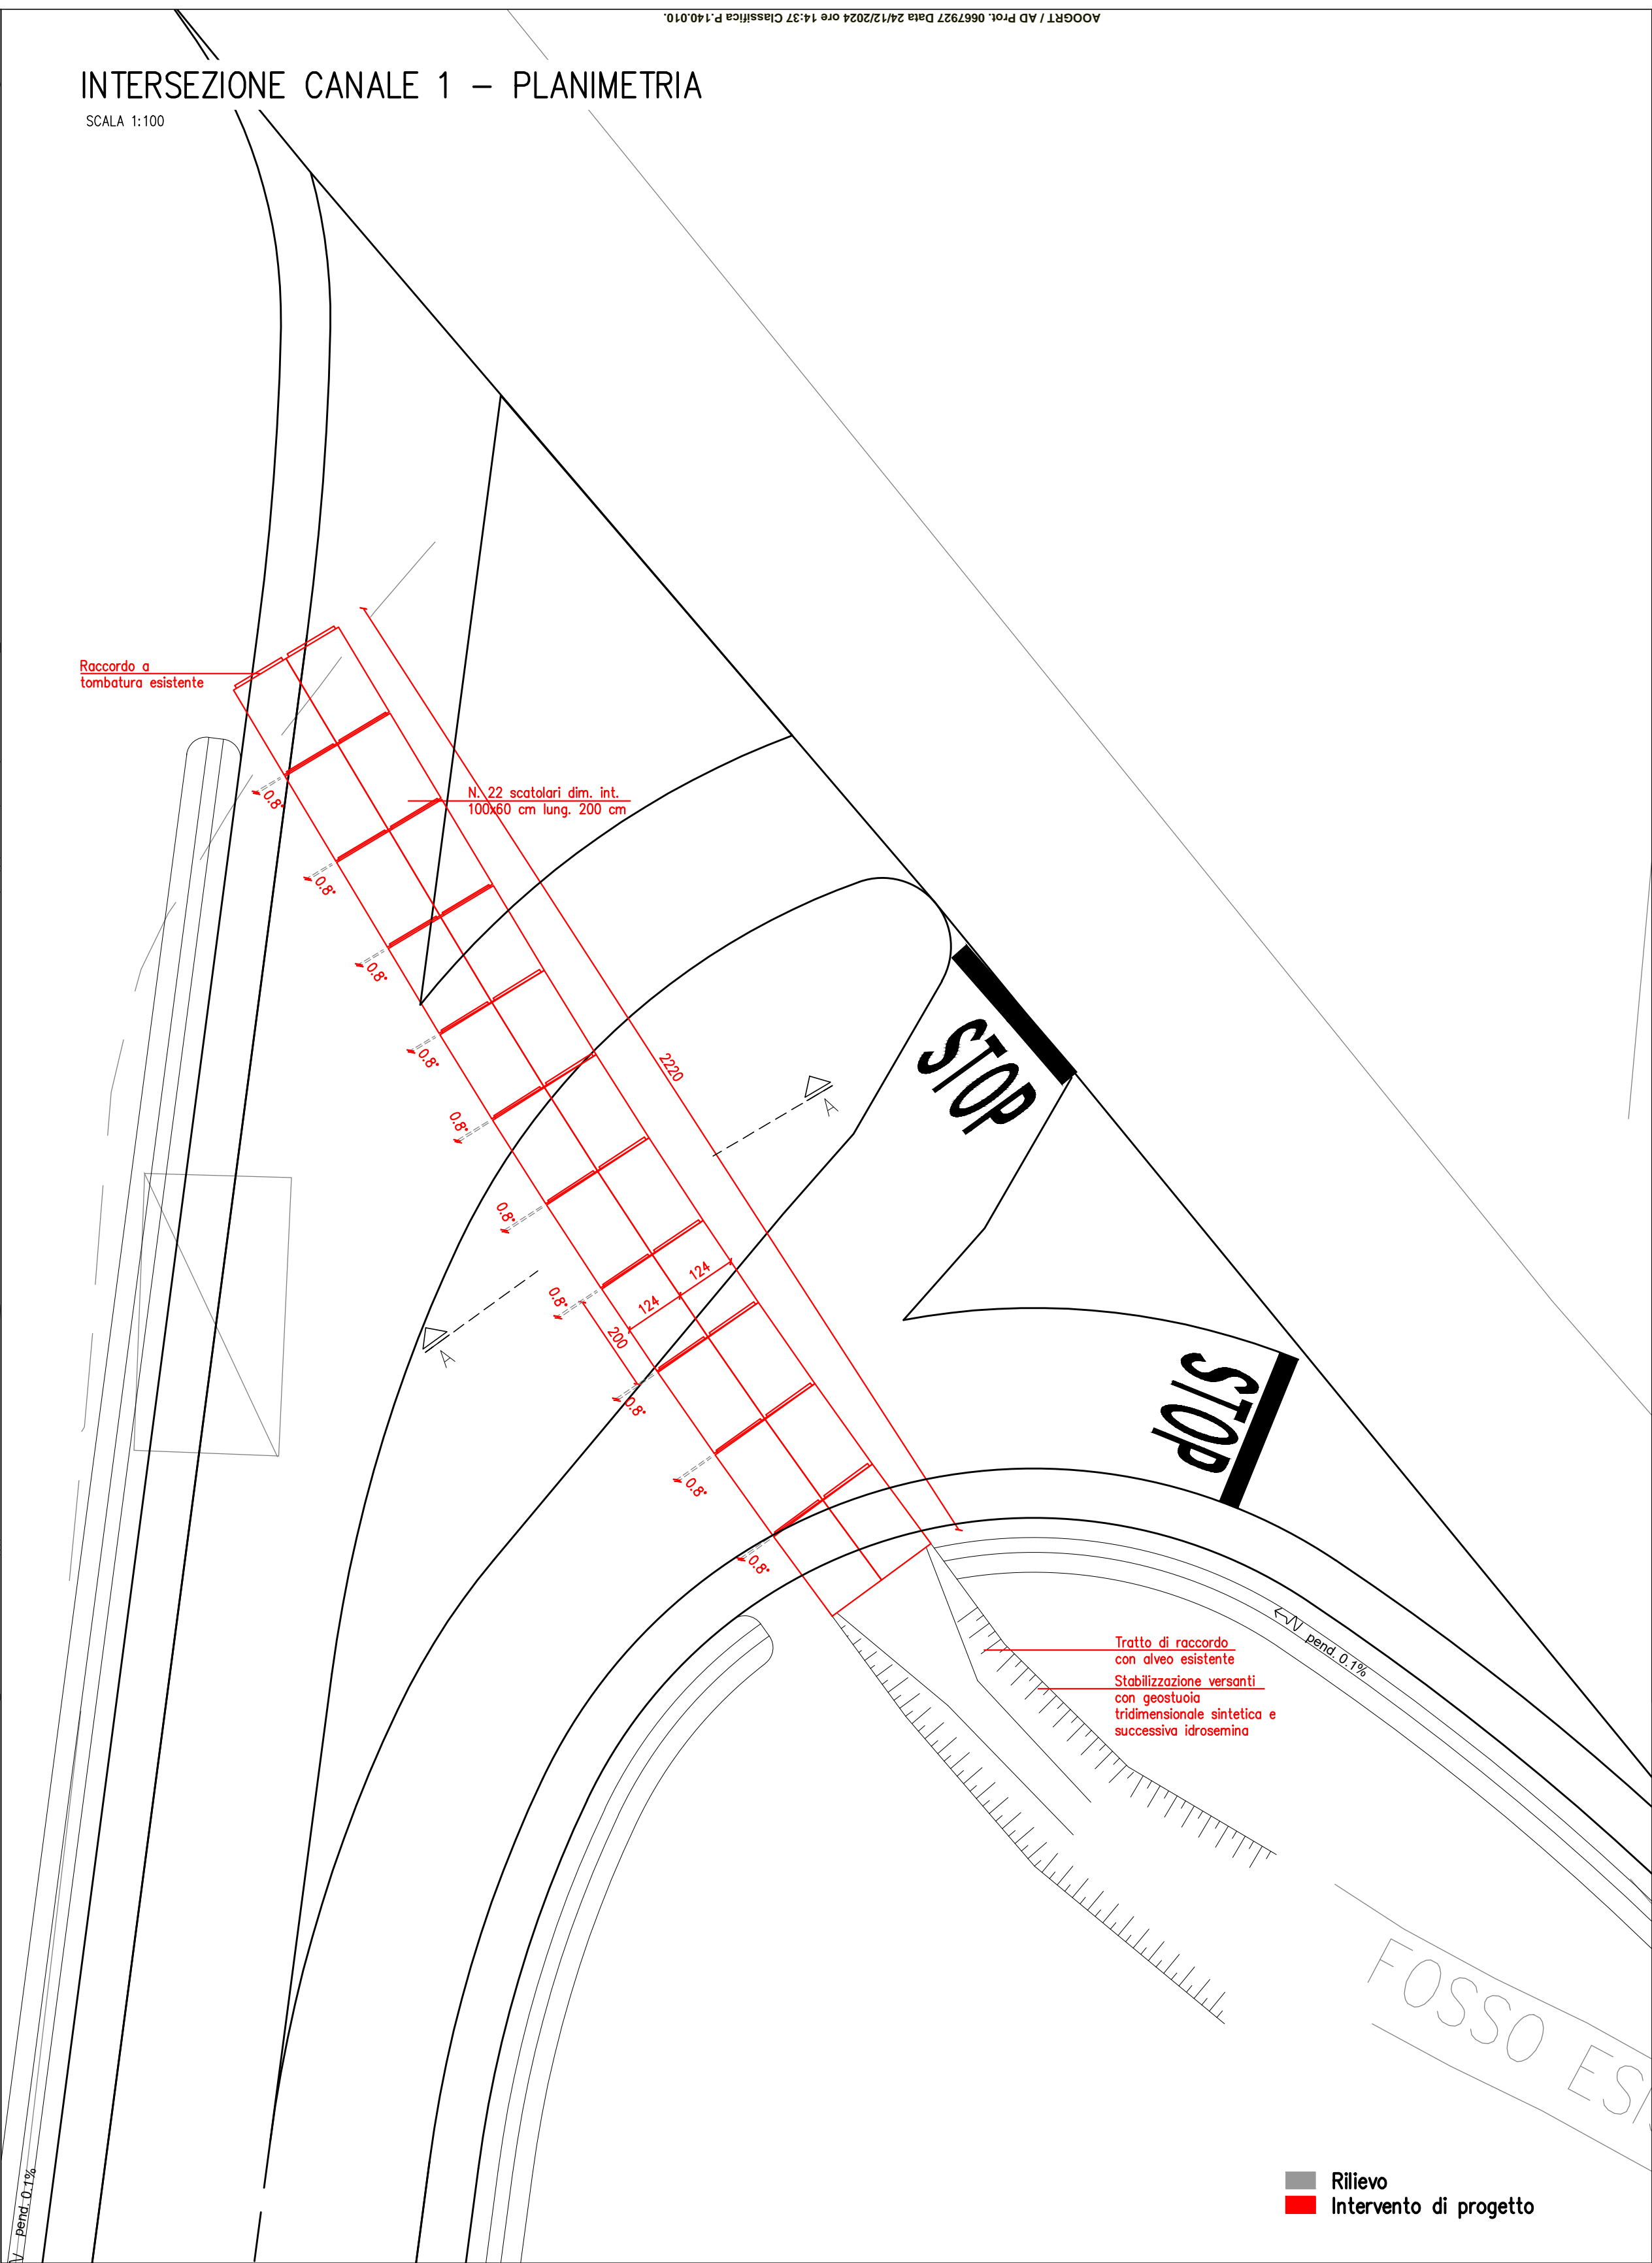 AOOGRT / AD Prot. 0667927 Data 24/12/2024 ore 14:37 Classifica P.140.010.
INTERSEZIONE CANALE 1 – PLANIMETRIA
SCALA 1:100
Raccordo a
tombatura esistente
N. 22 scatolari dim. int.
100x60 cm lung. 200 cm
0.8°
0.8°
0.8°
0.8°
0.8°
0.8°
0.8°
0.8°
0.8°
0.8°
2220
A
A
124
124
200
STOP
STOP
pend. 0.1%
Tratto di raccordo
con alveo esistente
Stabilizzazione versanti
con geostuoia
tridimensionale sintetica e
successiva idrosemina
FOSSO ES
pend. 0.1%
Rilievo
Intervento di progetto